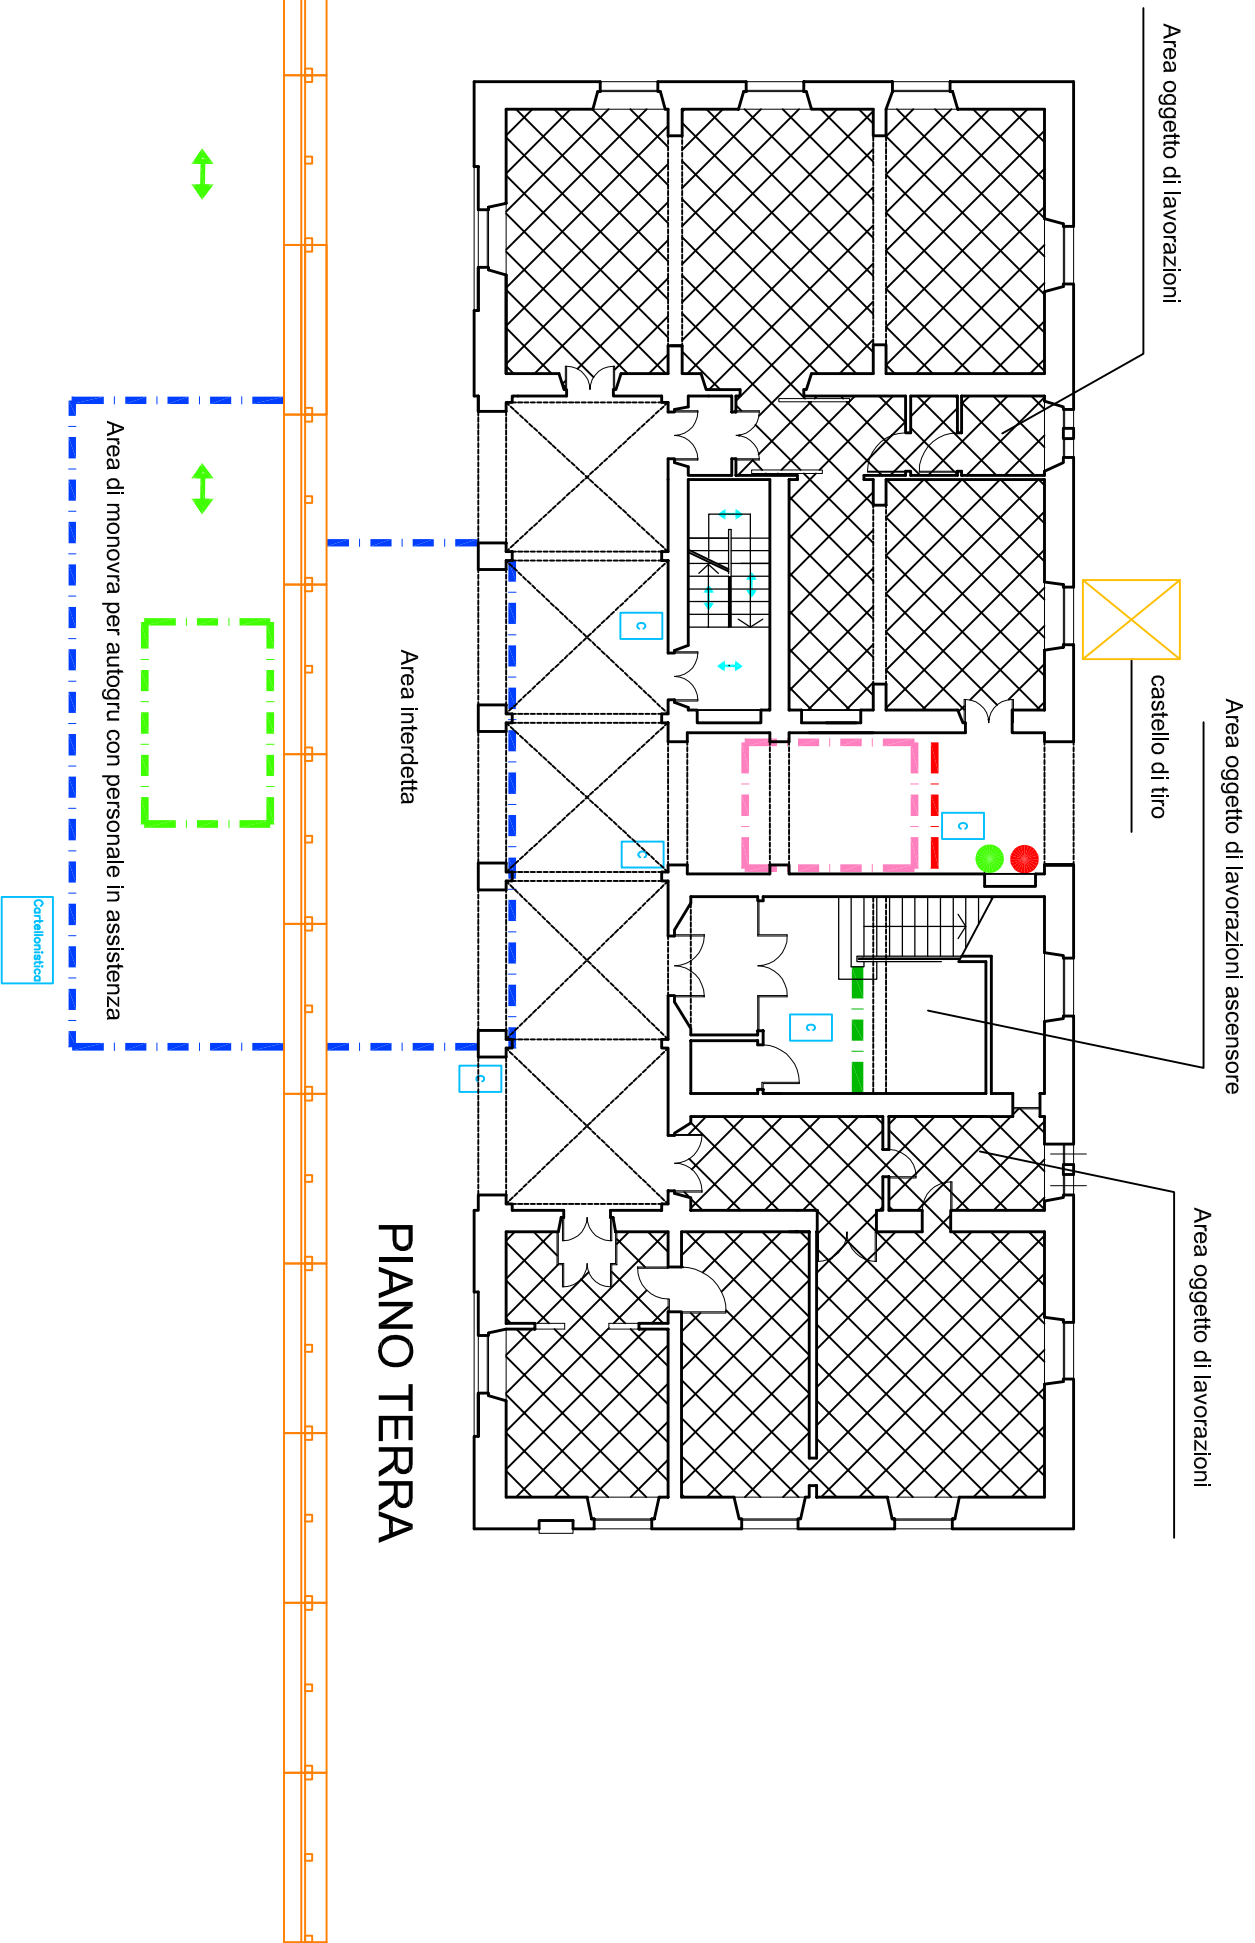 Area oggetto di lavorazioni ascensore
Area oggetto di lavorazioni
Area oggetto di lavorazioni
castello di tiro
C
C
C
C
C
Area interdetta
PIANO TERRA
Area di monovra per autogru con personale in assistenza
Cartellonistica